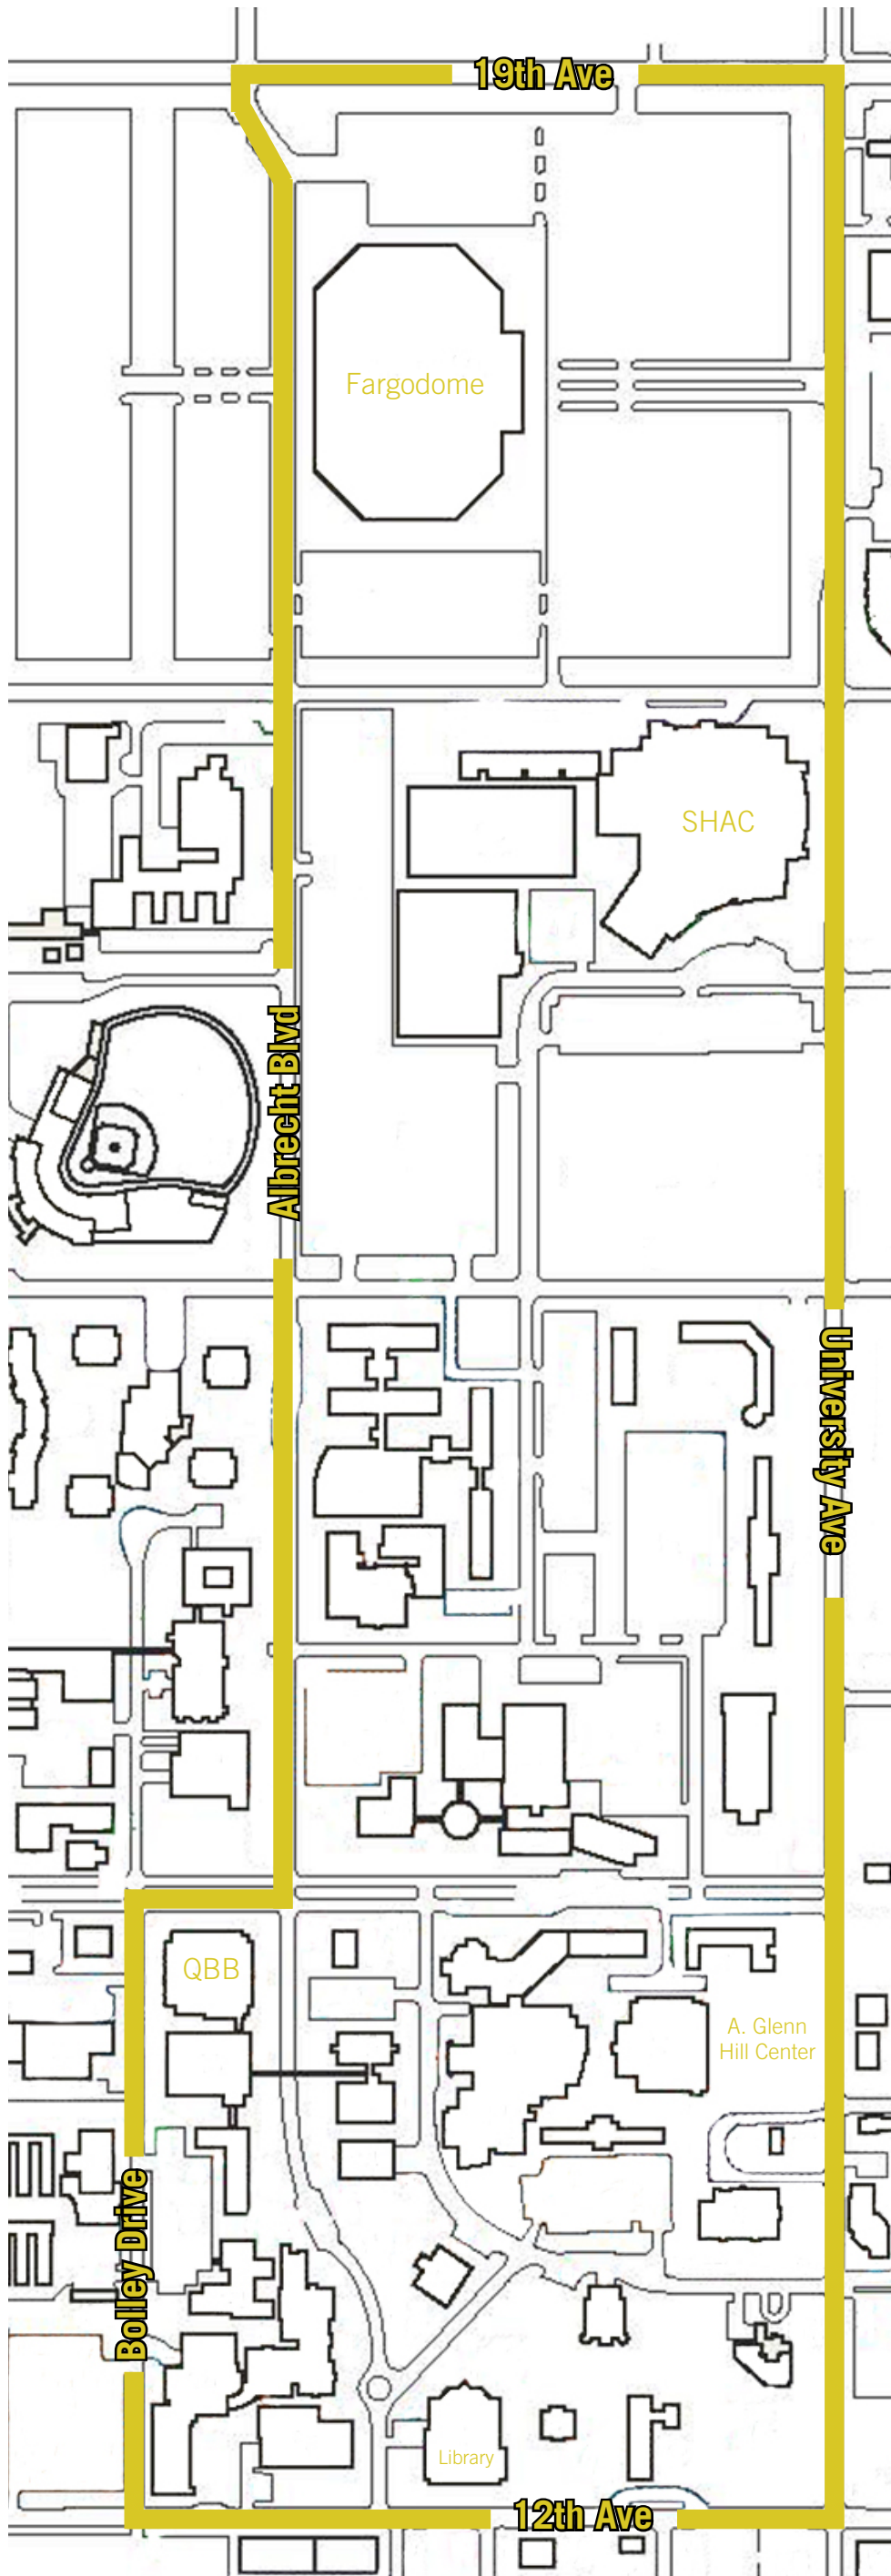 19th Ave
Fargodome
SHAC
Albrecht Blvd
University Ave
QBB
A. Glenn
Hill Center
Bolley Drive
Library
12th Ave